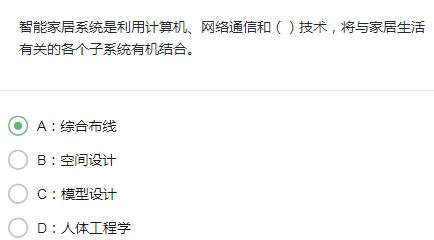 智能家居系统是利用计算机、网络通信和（ ）技术，将与家居生活
有关的各个子系统有机结合。
A：综合布线
B：空间设计
C：模型设计
D：人体工程学